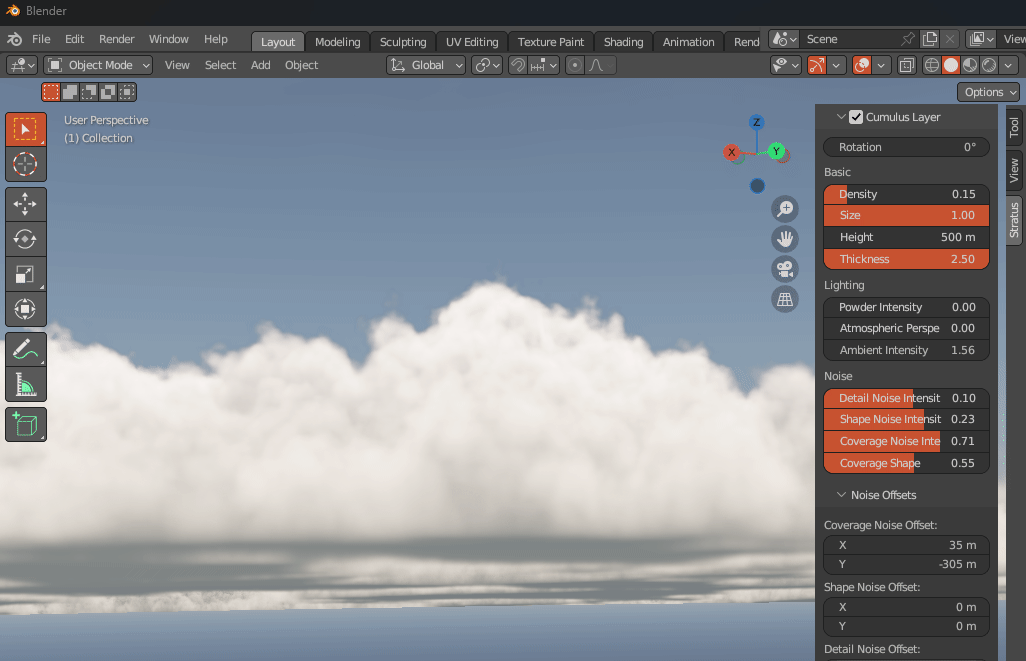 Blender
File Edit Render Window Help Layout Modeling Sculpting UV Editing Texture Paint Shading Animation Rend Scene View
Object Mode View Select Add Object Global
Options
User Perspective
(1) Collection
Z
X
Y
Tool
View
Stratus
Cumulus Layer
Rotation 0°
Basic
Density 0.15
Size 1.00
Height 500 m
Thickness 2.50
Lighting
Powder Intensity 0.00
Atmospheric Perspe 0.00
Ambient Intensity 1.56
Noise
Detail Noise Intensit 0.10
Shape Noise Intensit 0.23
Coverage Noise Inte 0.71
Coverage Shape 0.55
Noise Offsets
Coverage Noise Offset:
X 35 m
Y -305 m
Shape Noise Offset:
X 0 m
Y 0 m
Detail Noise Offset: